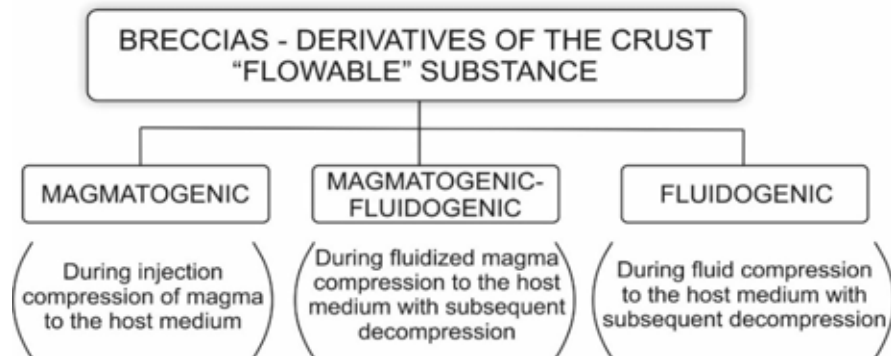 BRECCIAS - DERIVATIVES OF THE CRUST
“FLOWABLE” SUBSTANCE
MAGMATOGENIC
MAGMATOGENIC-
FLUIDOGENIC
FLUIDOGENIC
During injection
compression of magma
to the host medium
During fluidized magma
compression to the host
medium with subsequent
decompression
During fluid compression
to the host medium with
subsequent decompression